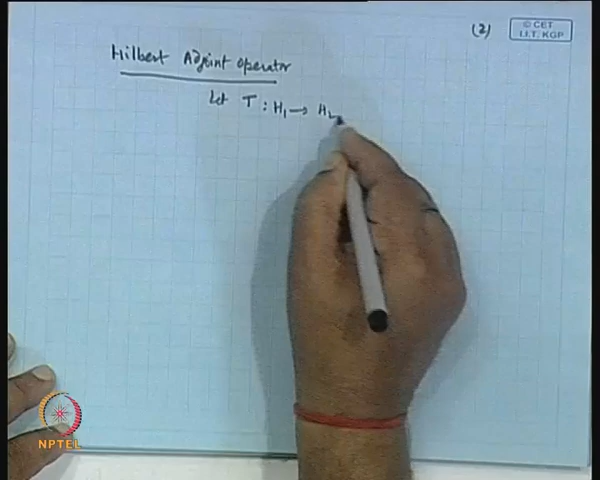 (2)
© CET
I.I.T. KGP
Hilbert Adjoint Operator
Let T : H₁ → H₂
NPTEL